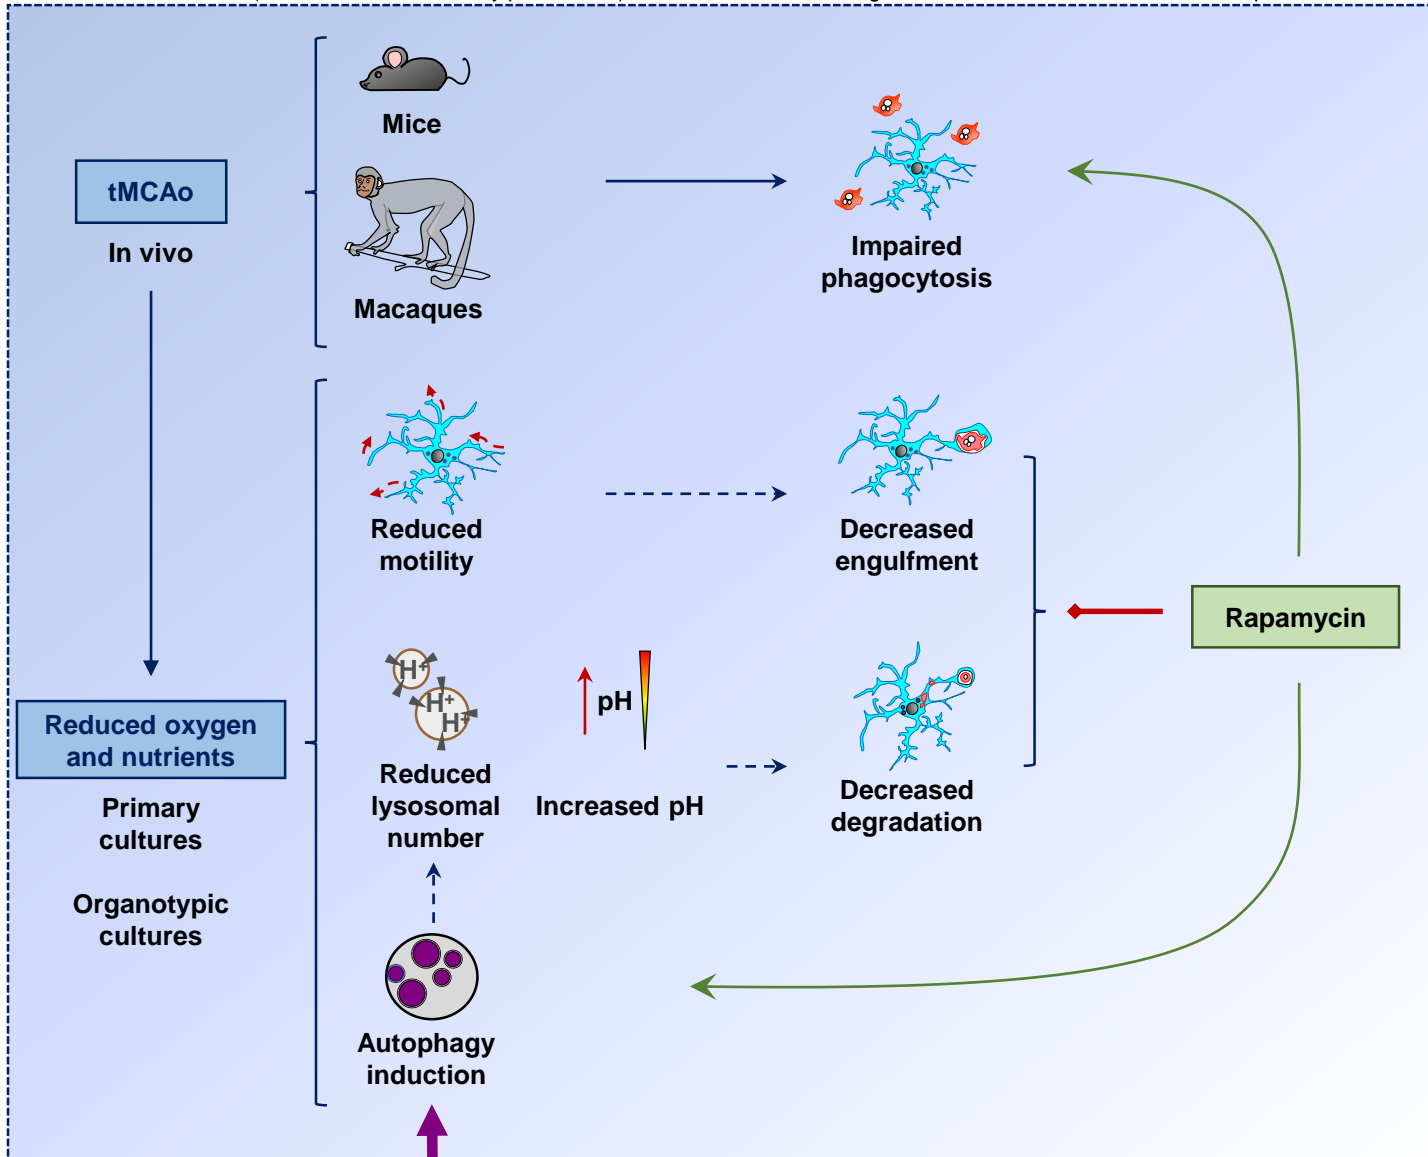 Mice
tMCAo
In vivo
Macaques
Impaired
phagocytosis
Reduced
motility
Decreased
engulfment
Rapamycin
H+
H+
H+
pH
Reduced oxygen
and nutrients
Reduced
lysosomal
number
Increased pH
Decreased
degradation
Primary
cultures
Organotypic
cultures
Autophagy
induction